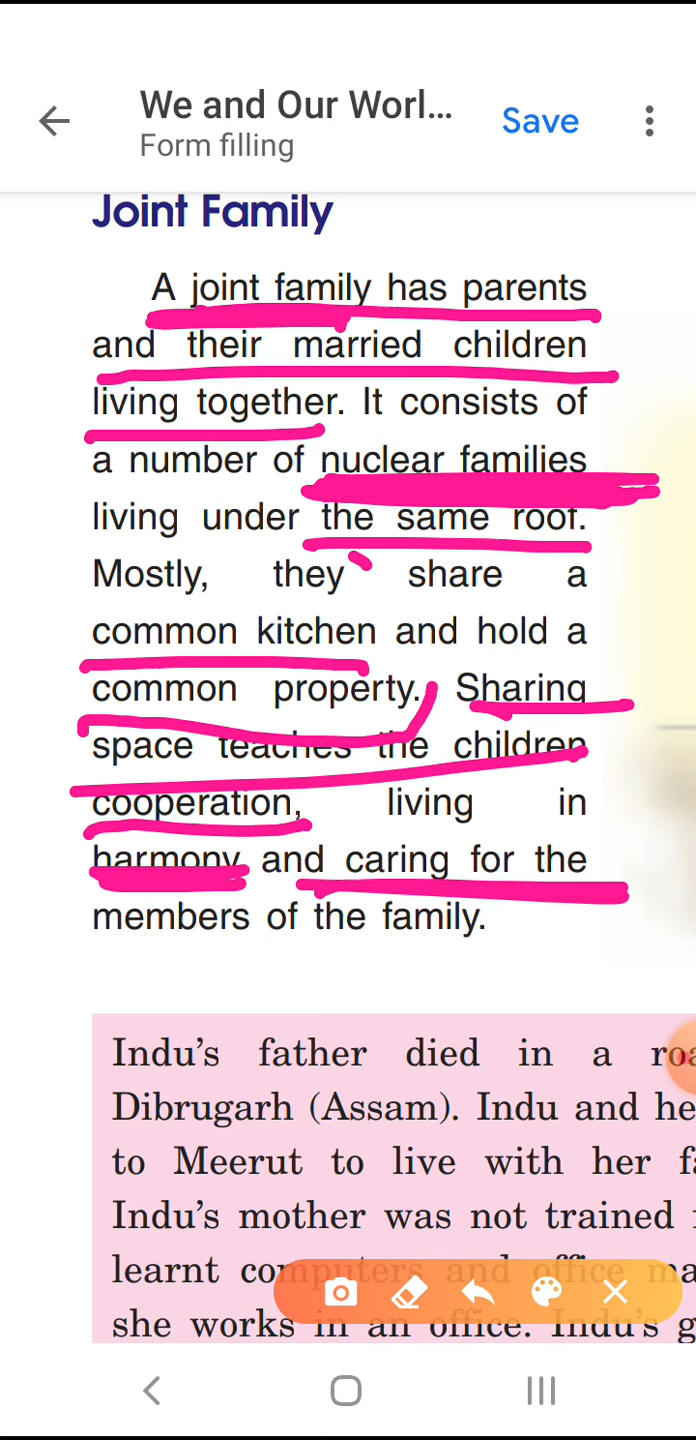 We and Our Worl...
Save
Form filling
Joint Family
A joint family has parents
and their married children
living together. It consists of
a number of nuclear families
living under the same roof.
Mostly, they share a
common kitchen and hold a
common property. Sharing
space teaches the children
cooperation, living in
harmony and caring for the
members of the family.
Indu's father died in a
Dibrugarh (Assam). Indu and he
to Meerut to live with her
Indu's mother was not trained
learnt computers and office ma
she works in an office. Indu's g